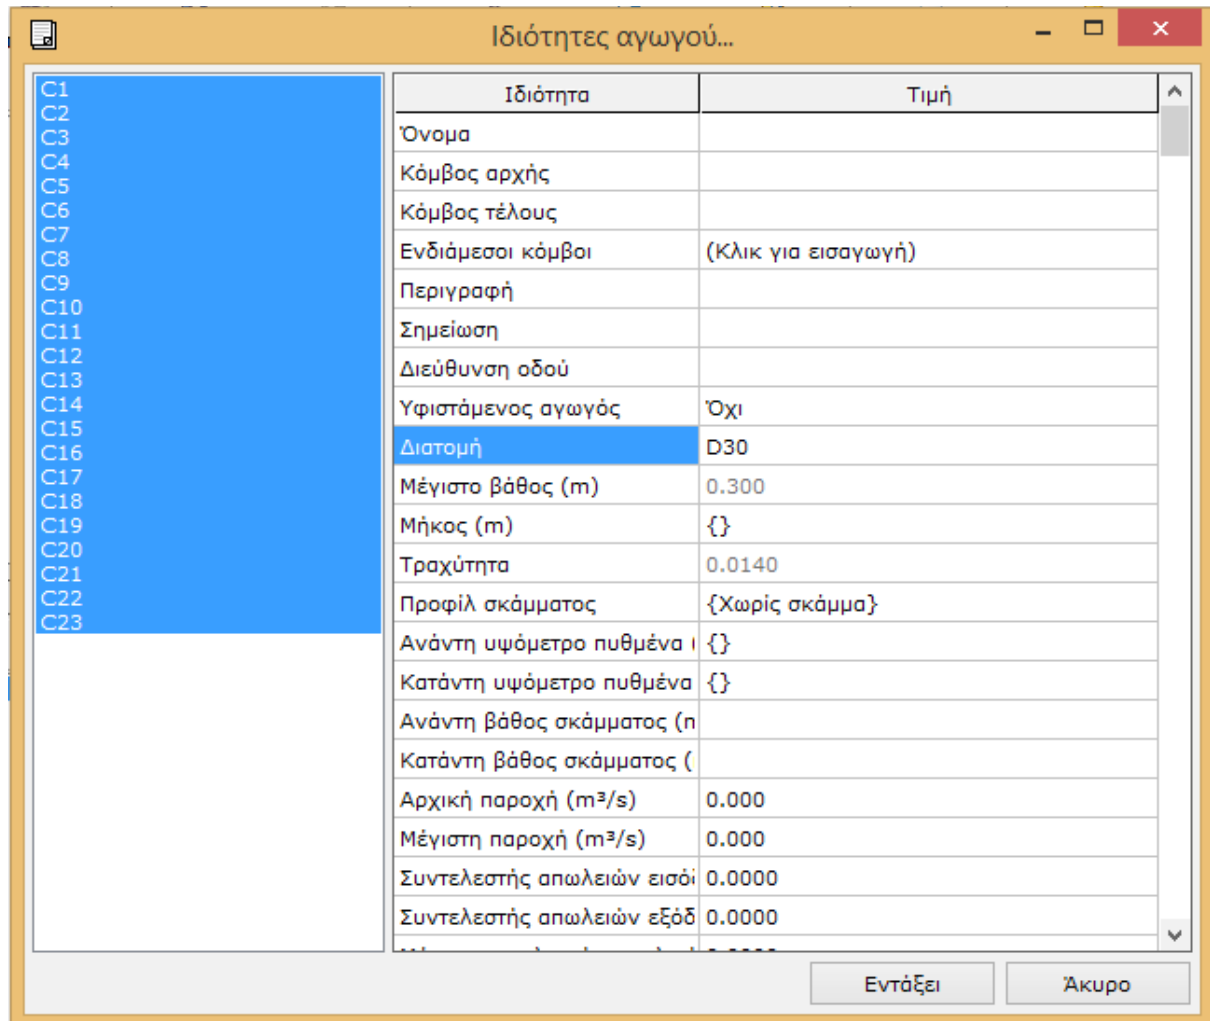 Ιδιότητες αγωγού...
C1
C2
C3
C4
C5
C6
C7
C8
C9
C10
C11
C12
C13
C14
C15
C16
C17
C18
C19
C20
C21
C22
C23
Ιδιότητα Τιμή
Όνομα
Κόμβος αρχής
Κόμβος τέλους
Ενδιάμεσοι κόμβοι (Κλικ για εισαγωγή)
Περιγραφή
Σημείωση
Διεύθυνση οδού
Υφιστάμενος αγωγός Όχι
Διατομή D30
Μέγιστο βάθος (m) 0.300
Μήκος (m) {}
Τραχύτητα 0.0140
Προφίλ σκάμματος {Χωρίς σκάμμα}
Ανάντη υψόμετρο πυθμένα ( {}
Κατάντη υψόμετρο πυθμένα {}
Ανάντη βάθος σκάμματος (m
Κατάντη βάθος σκάμματος (
Αρχική παροχή (m³/s) 0.000
Μέγιστη παροχή (m³/s) 0.000
Συντελεστής απωλειών εισό 0.0000
Συντελεστής απωλειών εξόδ 0.0000
Εντάξει Άκυρο